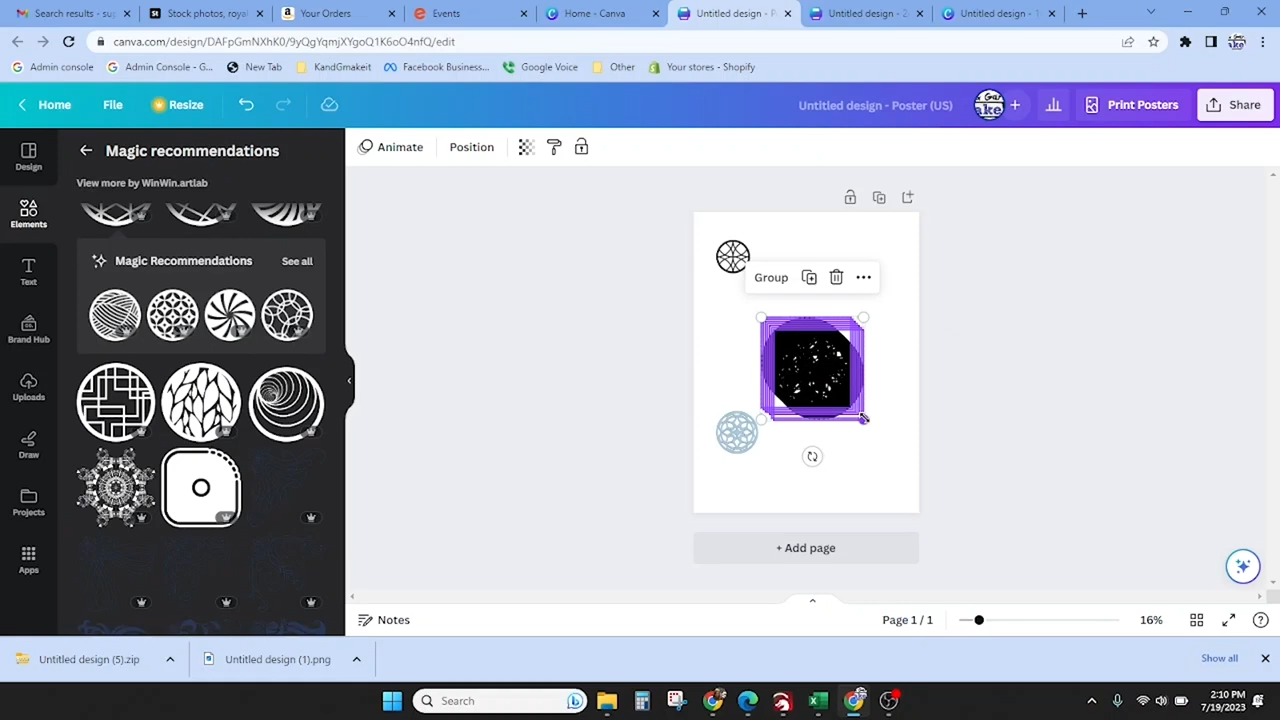 Search results - su
Stock photos, roya
Your Orders
Events
Home - Canva
Untitled design - P
Untitled design - 2
Untitled design - 1
canva.com/design/DAFpGmNXhK0/9yQgYqmjXYgoQ1K6oO4nfQ/edit
Admin console
Admin Console - G...
New Tab
KandGmakeit
Facebook Business...
Google Voice
Other
Your stores - Shopify
Home
File
Resize
Untitled design - Poster (US)
Print Posters
Share
Design
Elements
Text
Brand Hub
Uploads
Draw
Projects
Apps
Magic recommendations
View more by WinWin.artlab
Magic Recommendations
See all
Animate
Position
Group
+ Add page
Notes
Page 1 / 1
16%
Untitled design (5).zip
Untitled design (1).png
Show all
Search
2:10 PM
7/19/2023